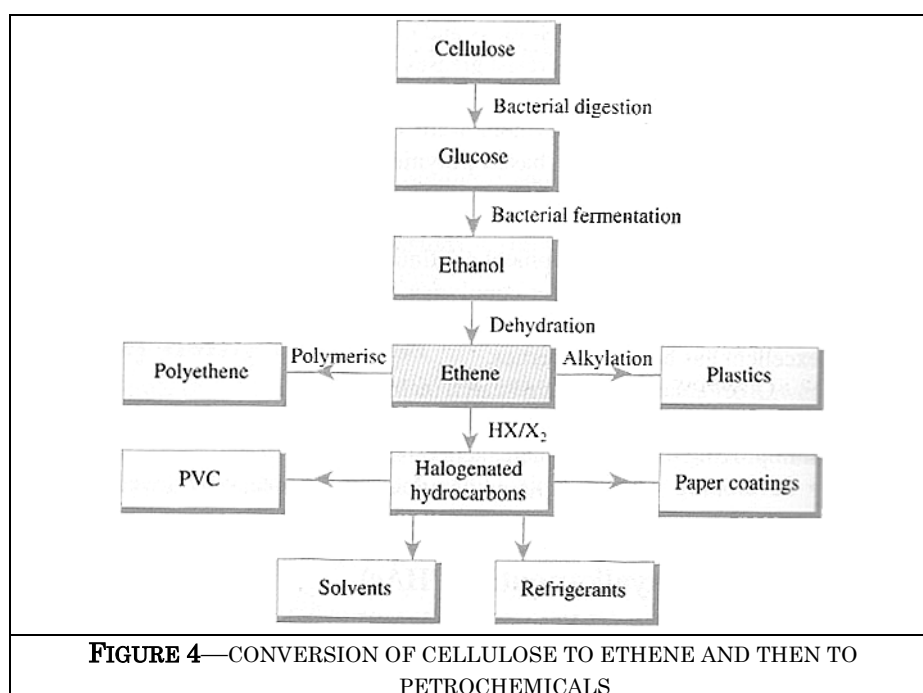 Cellulose
Bacterial digestion
Glucose
Bacterial fermentation
Ethanol
Dehydration
Polyethene
Polymerise
Ethene
Alkylation
Plastics
HX/X₂
PVC
Halogenated
hydrocarbons
Paper coatings
Solvents
Refrigerants
FIGURE 4—CONVERSION OF CELLULOSE TO ETHENE AND THEN TO
PETROCHEMICALS